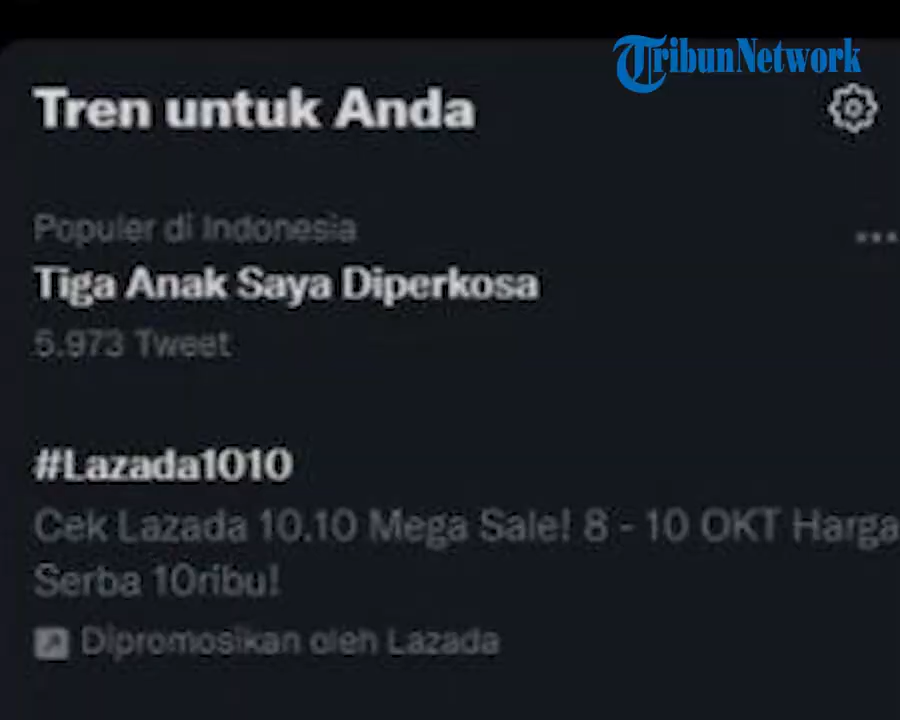 TribunNetwork
Tren untuk Anda
Populer di Indonesia
Tiga Anak Saya Diperkosa
5.973 Tweet
#Lazada1010
Cek Lazada 10.10 Mega Sale! 8 - 10 OKT Harga
Serba 10ribu!
Dipromosikan oleh Lazada